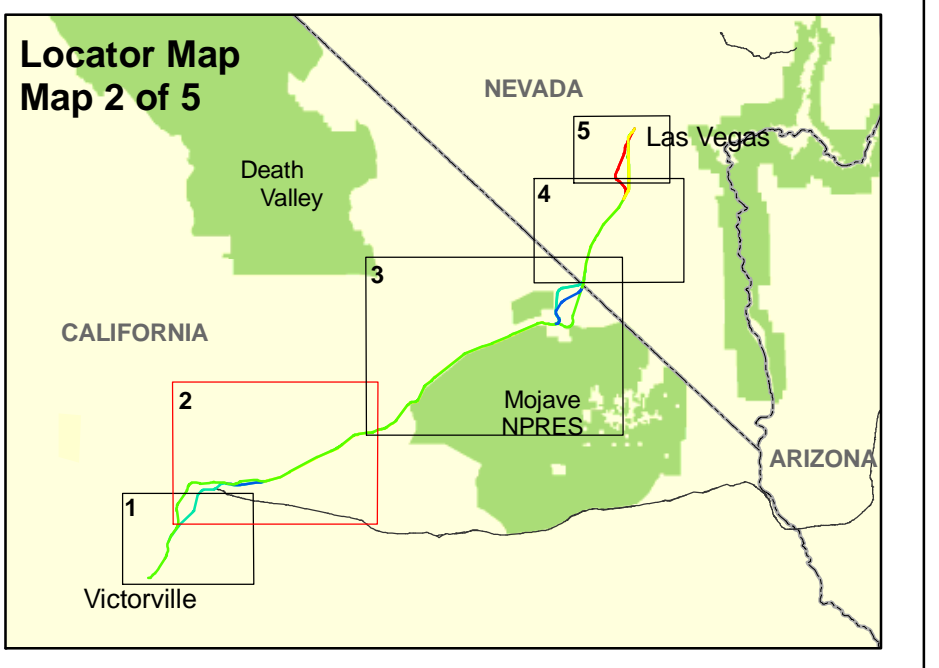 Locator Map
Map 2 of 5
NEVADA
5
Las Vegas
Death
Valley
4
3
CALIFORNIA
2
Mojave
NPRES
ARIZONA
1
Victorville